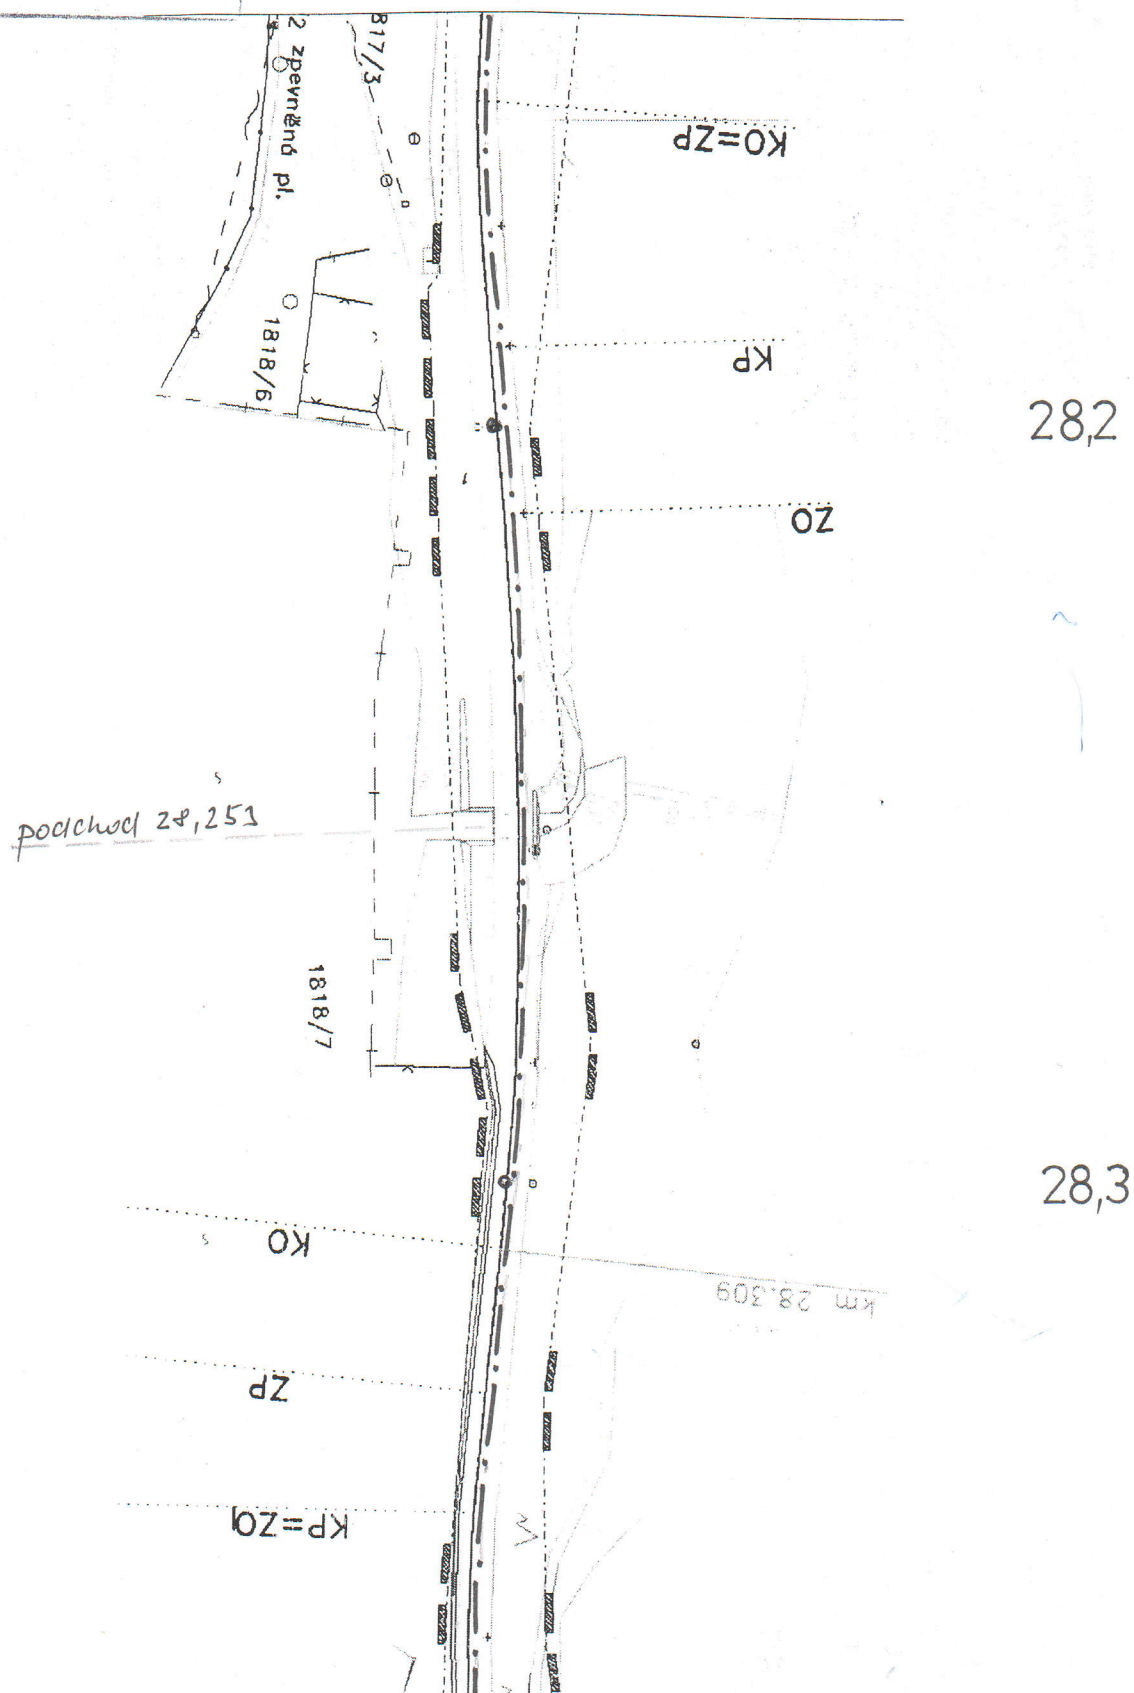 2 zpevněná pl.
817/3
KO=ZP
1818/6
KP
28,2
ZO
podchod 28,251
1818/7
28,3
KO
km 28.309
ZP
KP=ZO